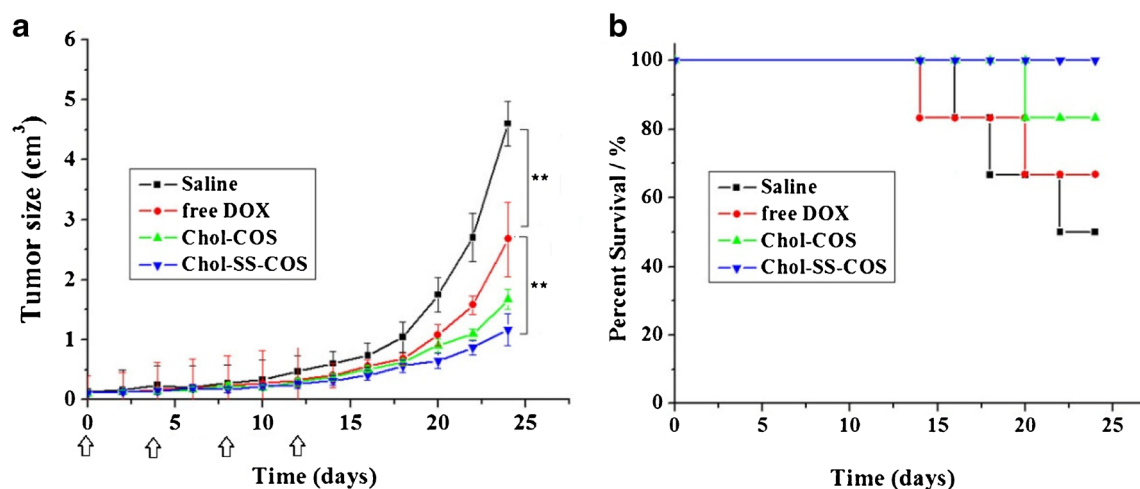 a
6
5
4
3
2
1
0
Tumor size (cm³)
Saline
free DOX
Chol-COS
Chol-SS-COS
**
**
0 5 10 15 20 25
Time (days)
b
100
80
60
40
20
0
Percent Survival / %
Saline
free DOX
Chol-COS
Chol-SS-COS
0 5 10 15 20 25
Time (days)